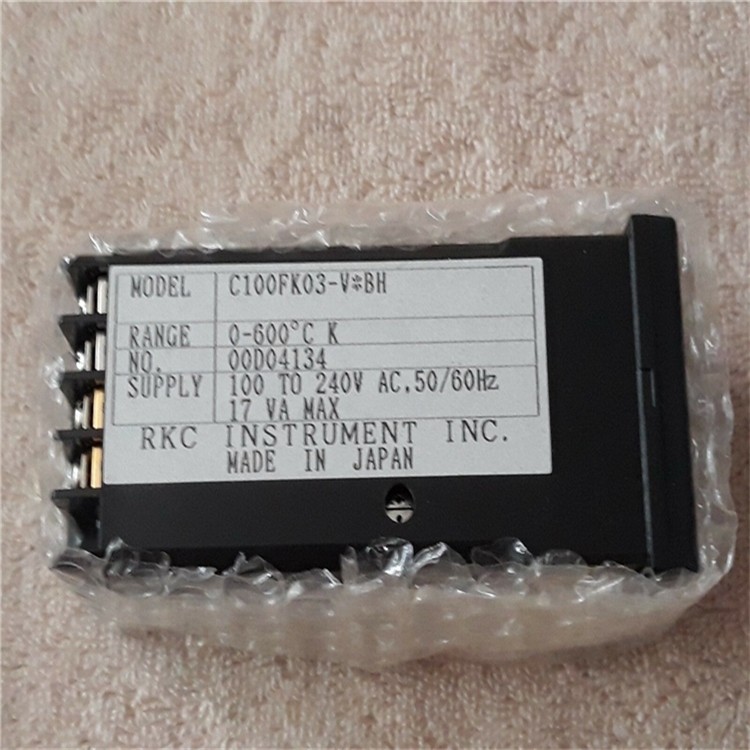 MODEL C100FK03-V*BH
RANGE 0-600°C K
NO. 00D04134
SUPPLY 100 TO 240V AC.50/60Hz
17 VA MAX
RKC INSTRUMENT INC.
MADE IN JAPAN